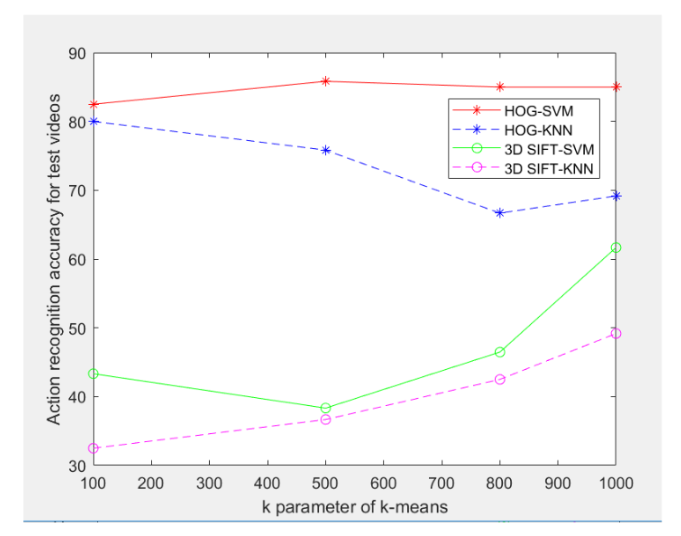 90
80
70
60
50
40
30
Action recognition accuracy for test videos
HOG-SVM
HOG-KNN
3D SIFT-SVM
3D SIFT-KNN
100 200 300 400 500 600 700 800 900 1000
k parameter of k-means